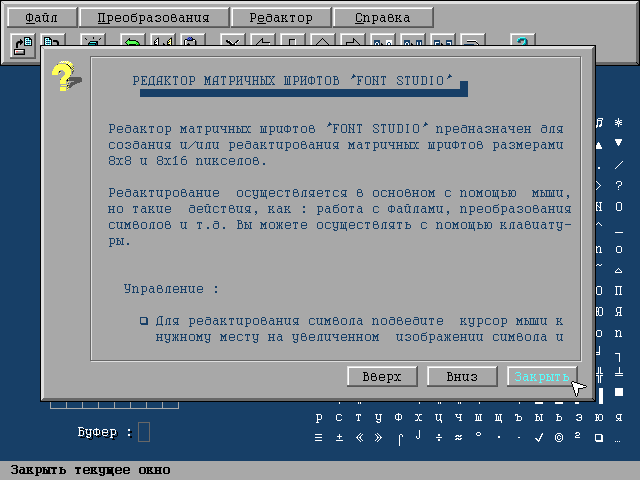 Файл Преобразования Редактор Справка
РЕДАКТОР МАТРИЧНЫХ ШРИФТОВ "FONT STUDIO"
Редактор матричных шрифтов "FONT STUDIO" предназначен для
создания и/или редактирования матричных шрифтов размерами
8x8 и 8x16 пикселов.
Редактирование осуществляется в основном с помощью мыши,
но такие действия, как : работа с файлами, преобразования
символов и т.д. Вы можете осуществлять с помощью клавиату-
ры.
Управление :
❑ Для редактирования символа подведите курсор мыши к
нужному месту на увеличенном изображении символа и
Вверх Вниз Закрыть
р с т у ф х ц ч ш щ ъ ы ь э ю я
Буфер :
≡ ± « » ⌠ ⌡ ÷ ≈ ° · · √ © ² ❑ …
Закрыть текущее окно